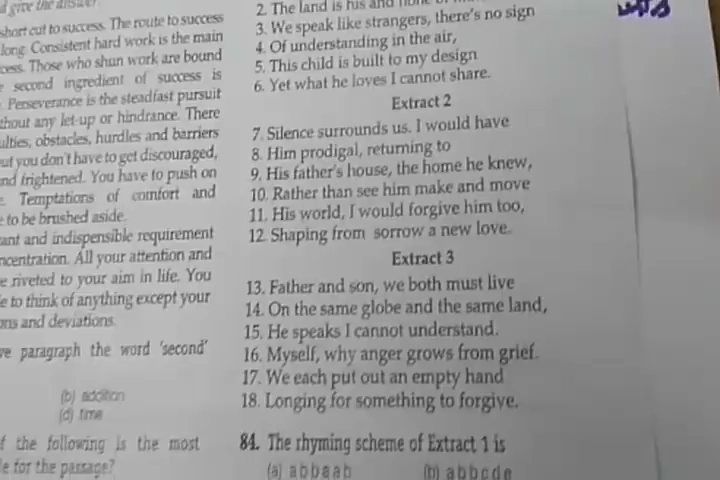 d give the answer.
short cut to success. The route to success
long. Consistent hard work is the main
cess. Those who shun work are bound
e second ingredient of success is
. Perseverance is the steadfast pursuit
thout any let-up or hindrance. There
ulties, obstacles, hurdles and barriers
ut you don't have to get discouraged,
nd frightened. You have to push on
e. Temptations of comfort and
e to be brushed aside.
ant and indispensible requirement
ncentration. All your attention and
e riveted to your aim in life. You
e to think of anything except your
ons and deviations.
ve paragraph the word 'second'
(b) addition
(d) time
f the following is the most
le for the passage?
2. The land is his and none of
3. We speak like strangers, there's no sign
4. Of understanding in the air,
5. This child is built to my design
6. Yet what he loves I cannot share.
Extract 2
7. Silence surrounds us. I would have
8. Him prodigal, returning to
9. His father's house, the home he knew,
10. Rather than see him make and move
11. His world, I would forgive him too,
12. Shaping from sorrow a new love.
Extract 3
13. Father and son, we both must live
14. On the same globe and the same land,
15. He speaks I cannot understand.
16. Myself, why anger grows from grief.
17. We each put out an empty hand
18. Longing for something to forgive.
84. The rhyming scheme of Extract 1 is
(a) a b b a a b (b) a b b c d e